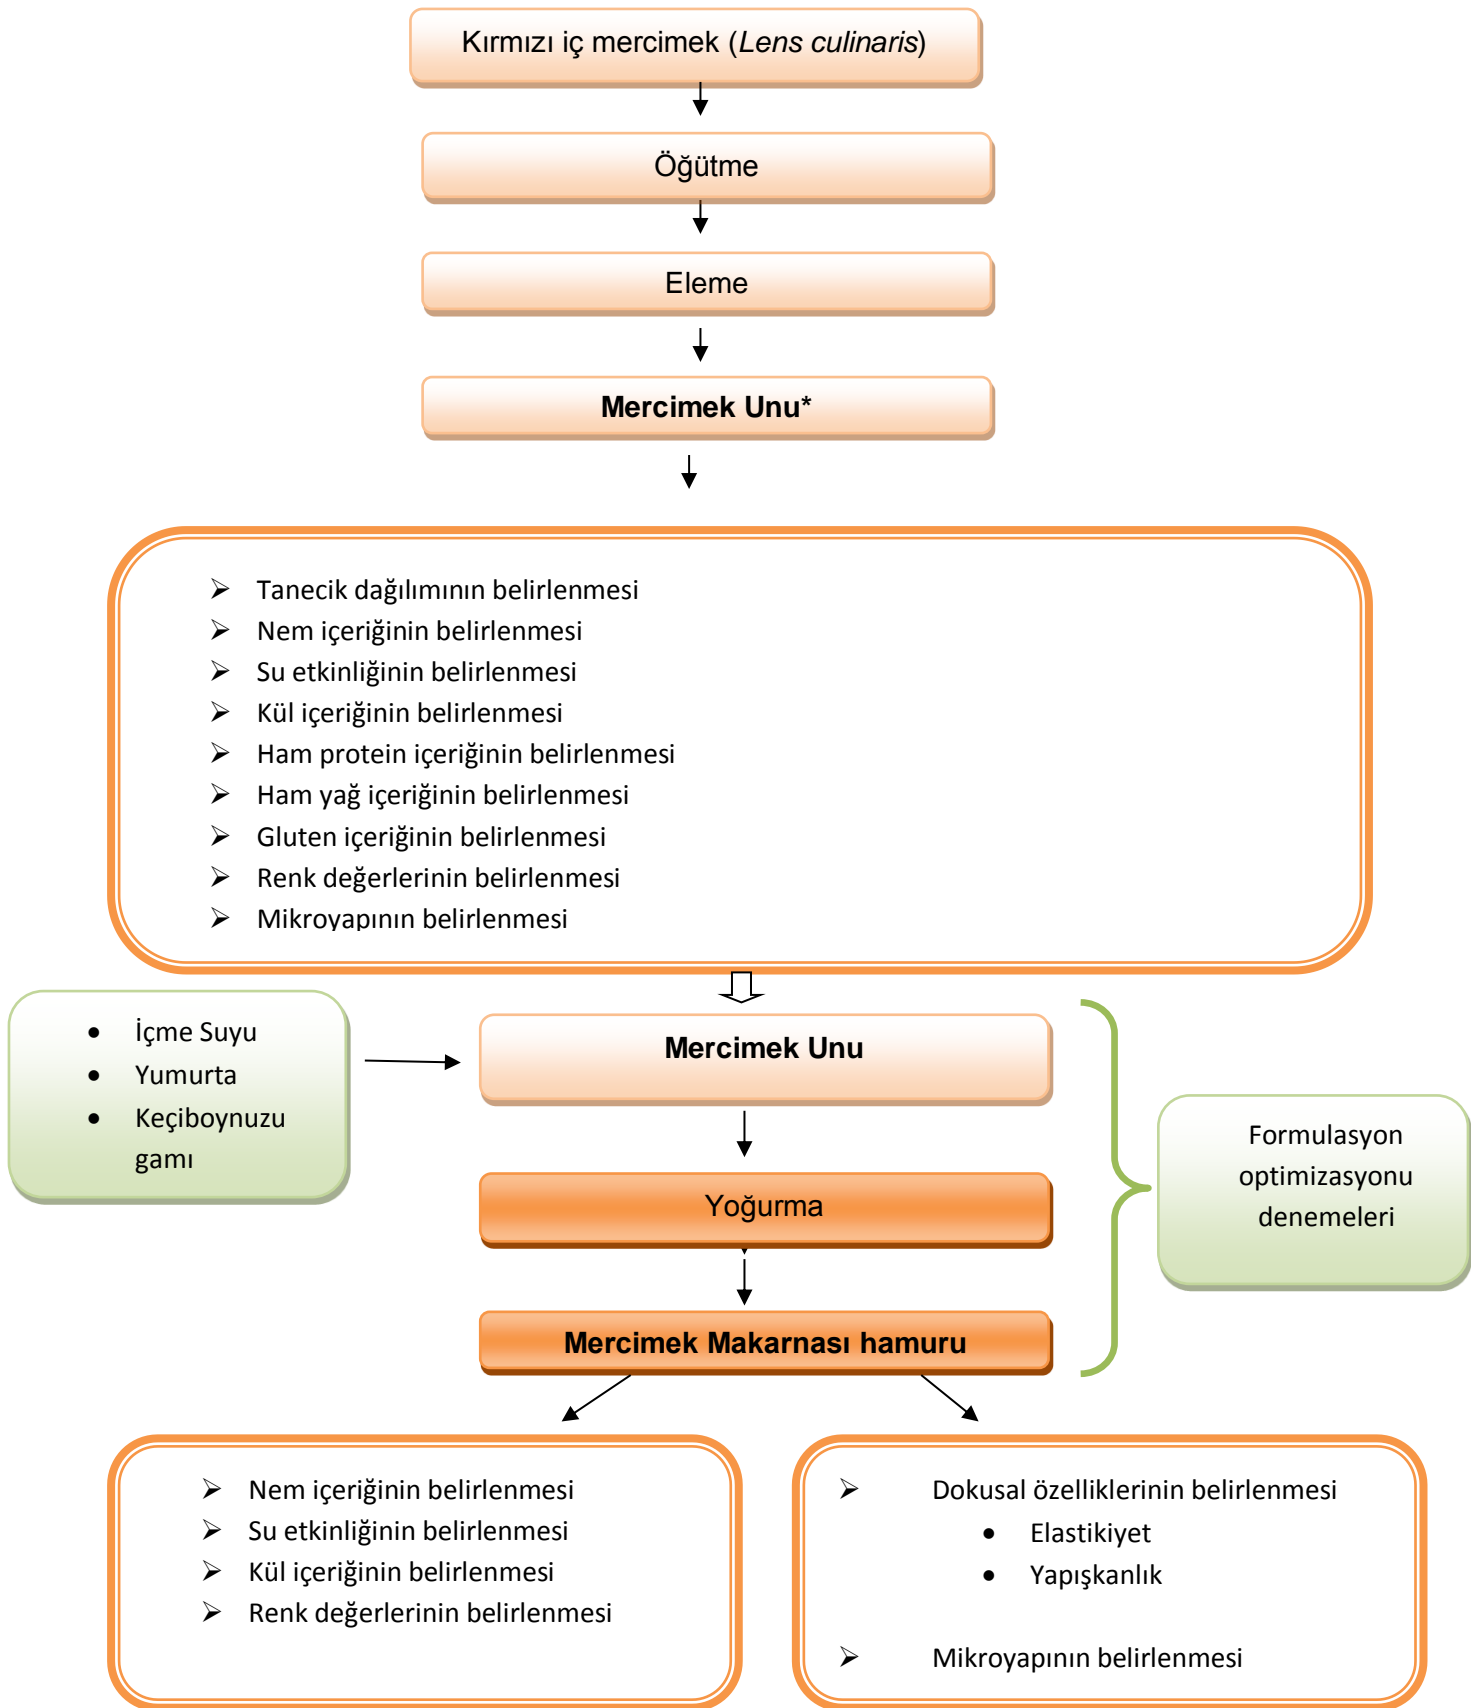 Kırmızı iç mercimek (Lens culinaris)
Öğütme
Eleme
Mercimek Unu*
➢ Tanecik dağılımının belirlenmesi
➢ Nem içeriğinin belirlenmesi
➢ Su etkinliğinin belirlenmesi
➢ Kül içeriğinin belirlenmesi
➢ Ham protein içeriğinin belirlenmesi
➢ Ham yağ içeriğinin belirlenmesi
➢ Gluten içeriğinin belirlenmesi
➢ Renk değerlerinin belirlenmesi
➢ Mikroyapının belirlenmesi
• İçme Suyu
• Yumurta
• Keçiboynuzu
gamı
Mercimek Unu
Yoğurma
Mercimek Makarnası hamuru
Formulasyon
optimizasyonu
denemeleri
➢ Nem içeriğinin belirlenmesi
➢ Su etkinliğinin belirlenmesi
➢ Kül içeriğinin belirlenmesi
➢ Renk değerlerinin belirlenmesi
➢ Dokusal özelliklerinin belirlenmesi
• Elastikiyet
• Yapışkanlık
➢ Mikroyapının belirlenmesi